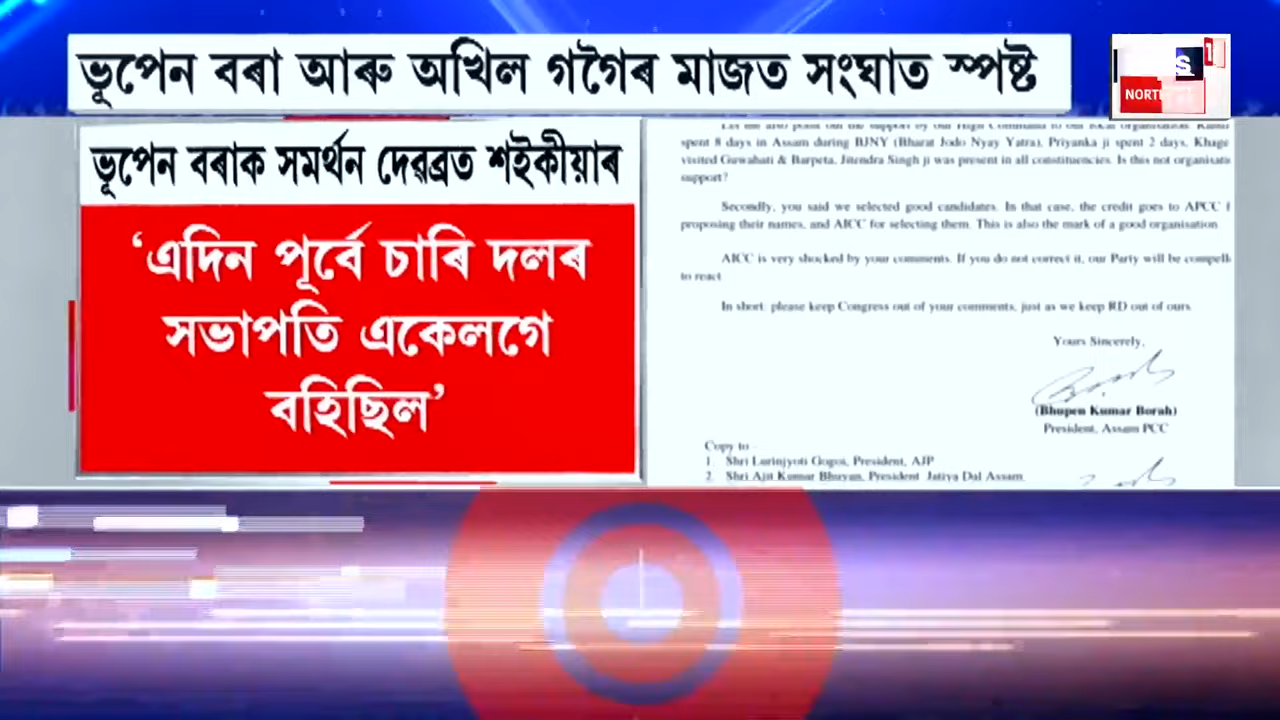 ভূপেন বৰা আৰু অখিল গগৈৰ মাজত সংঘাত স্পষ্ট
NORTH
ভূপেন বৰাক সমৰ্থন দেৱব্ৰত শইকীয়াৰ
‘এদিন পূৰ্বে চাৰি দলৰ
সভাপতি একেলগে
বহিছিল’
spent 8 days in Assam during BJNY (Bharat Jodo Nyay Yatra), Priyanka ji spent 2 days, Kharge
visited Guwahati & Barpeta, Jitendra Singh ji was present in all constituencies. Is this not organisatio
support?
Secondly, you said we selected good candidates. In that case, the credit goes to APCC f
proposing their names, and AICC for selecting them. This is also the mark of a good organisation.
AICC is very shocked by your comments. If you do not correct it, our Party will be compelle
to react.
In short: please keep Congress out of your comments, just as we keep RD out of ours.
Yours Sincerely,
(Bhupen Kumar Borah)
President, Assam PCC
Copy to
1. Shri Lurinjyoti Gogoi, President, AJP
2. Shri Ajit Kumar Bhuyan, President Jatiya Dal Assam